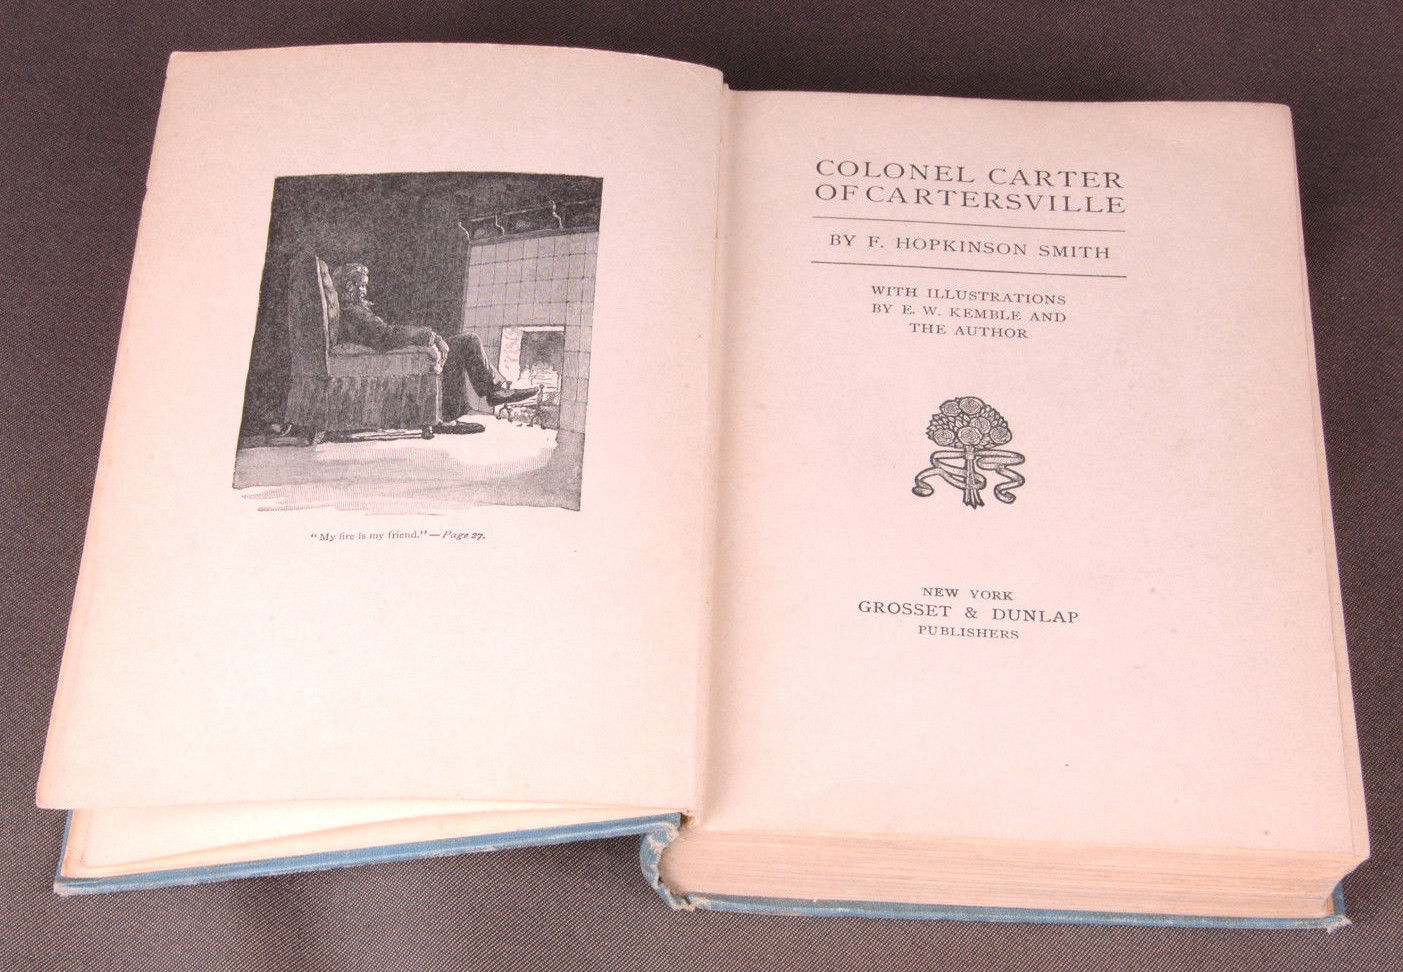 "My fire is my friend."—Page 27.
COLONEL CARTER
OF CARTERSVILLE
BY F. HOPKINSON SMITH
WITH ILLUSTRATIONS
BY E. W. KEMBLE AND
THE AUTHOR
NEW YORK
GROSSET & DUNLAP
PUBLISHERS